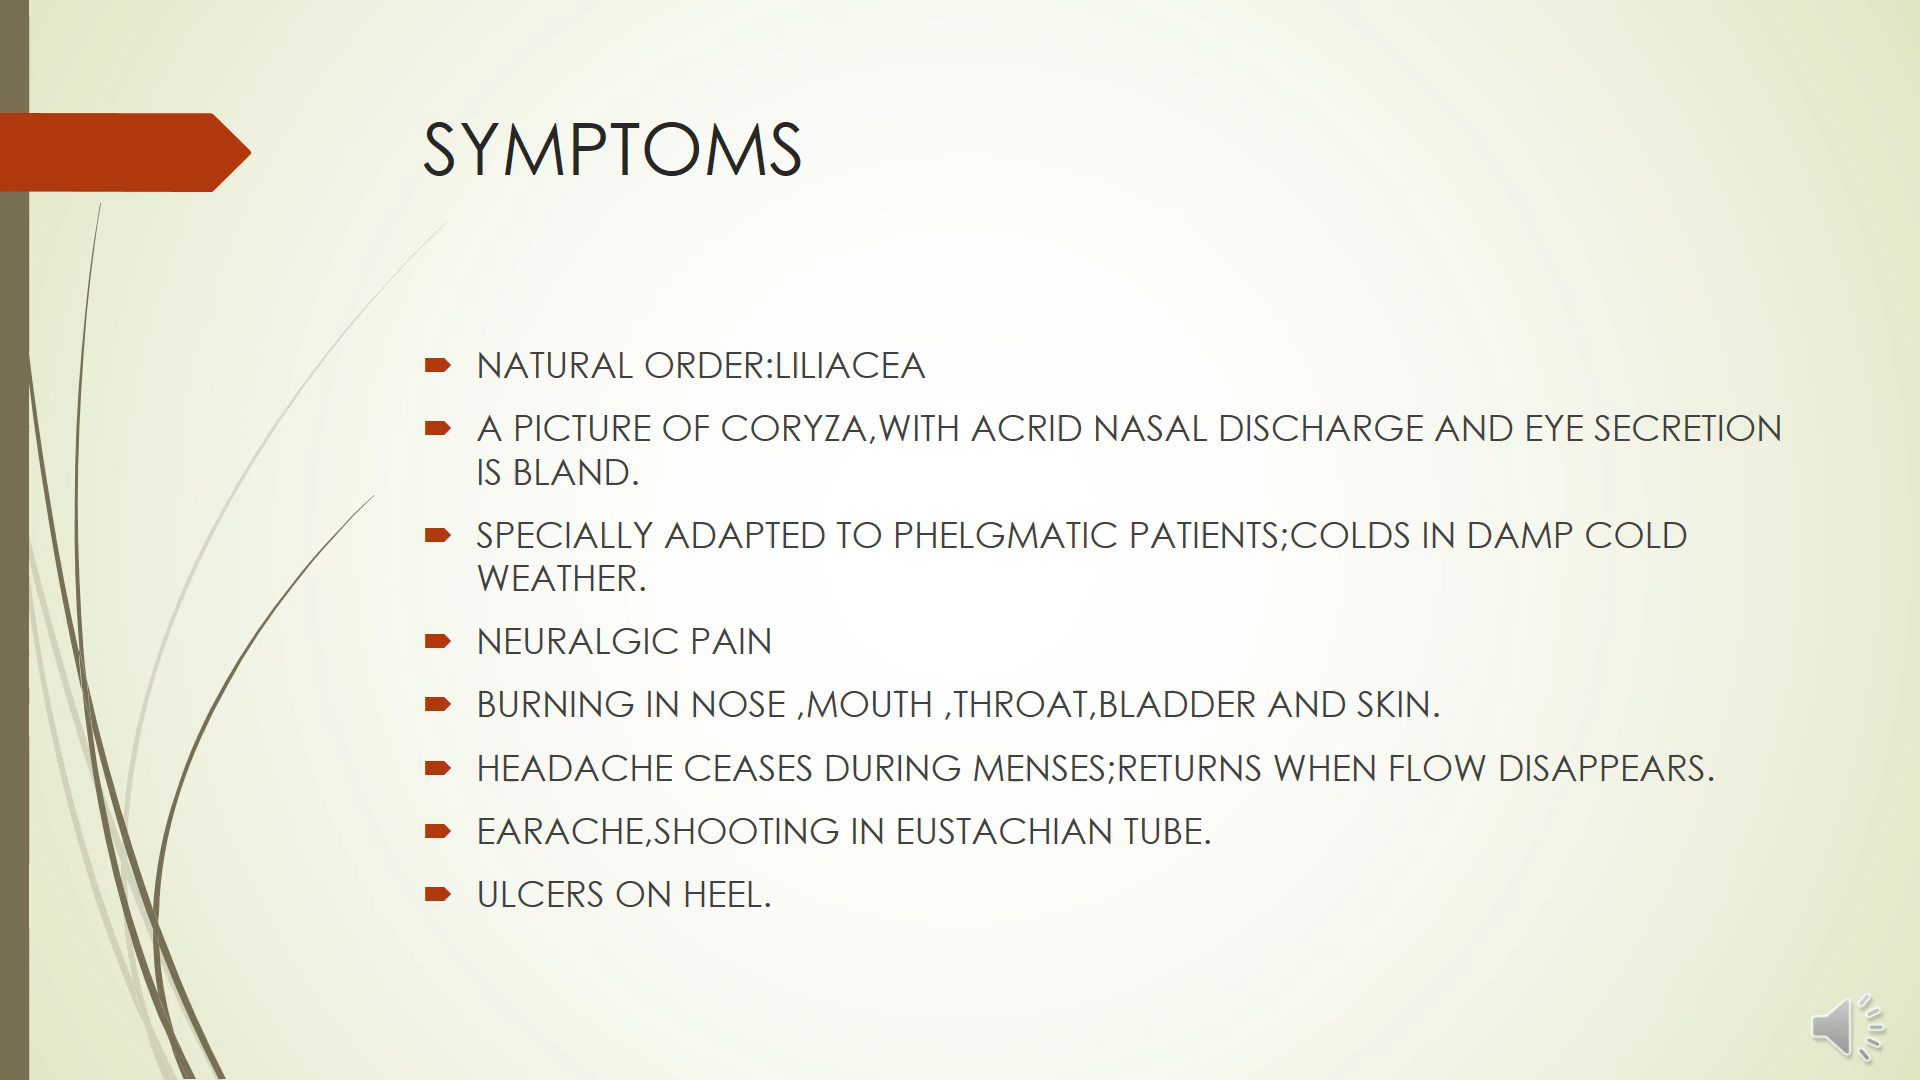 SYMPTOMS
NATURAL ORDER:LILIACEA
A PICTURE OF CORYZA,WITH ACRID NASAL DISCHARGE AND EYE SECRETION
IS BLAND.
SPECIALLY ADAPTED TO PHELGMATIC PATIENTS;COLDS IN DAMP COLD
WEATHER.
NEURALGIC PAIN
BURNING IN NOSE ,MOUTH ,THROAT,BLADDER AND SKIN.
HEADACHE CEASES DURING MENSES;RETURNS WHEN FLOW DISAPPEARS.
EARACHE,SHOOTING IN EUSTACHIAN TUBE.
ULCERS ON HEEL.